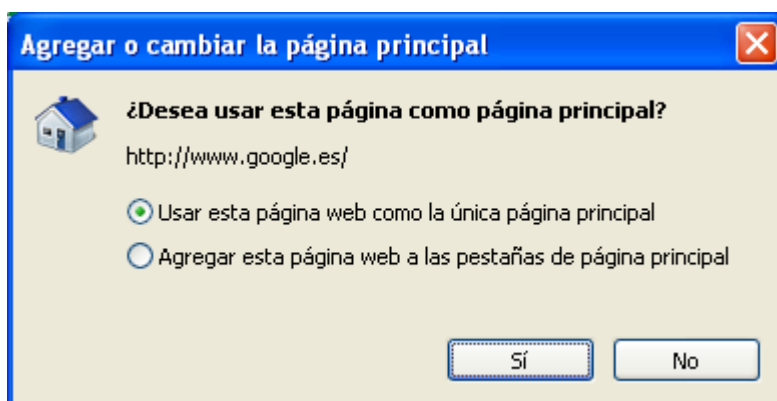 Agregar o cambiar la página principal
¿Desea usar esta página como página principal?
http://www.google.es/
Usar esta página web como la única página principal
Agregar esta página web a las pestañas de página principal
Sí No